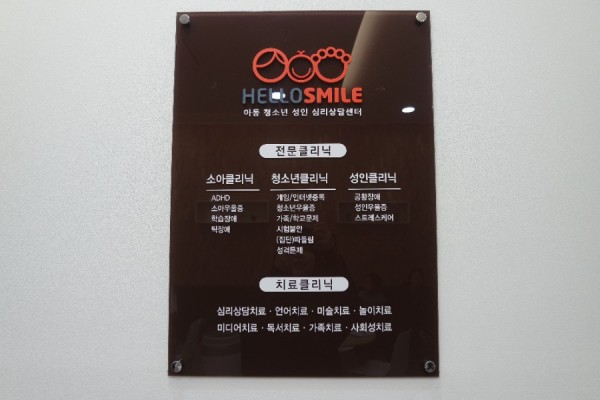 HELLOSMILE
아동 청소년 성인 심리상담센터
전문클리닉
소아클리닉
ADHD
소아우울증
학습장애
틱장애
청소년클리닉
게임/인터넷중독
청소년우울증
가족/학교문제
시험불안
(집단)따돌림
성격문제
성인클리닉
공황장애
성인우울증
스트레스케어
치료클리닉
심리상담치료 · 언어치료 · 미술치료 · 놀이치료
미디어치료 · 독서치료 · 가족치료 · 사회성치료